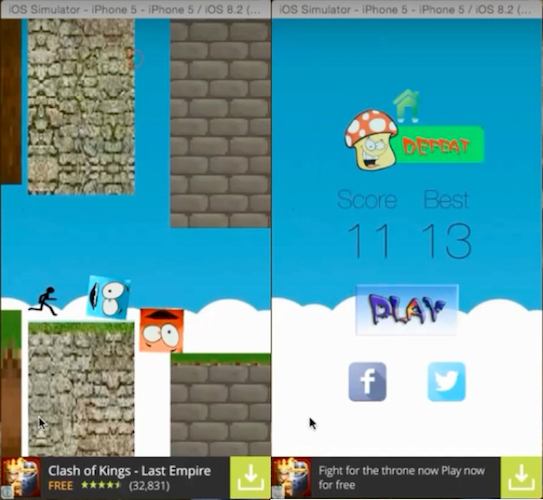 iOS Simulator - iPhone 5 - iPhone 5 / iOS 8.2 (...
iOS Simulator - iPhone 5 - iPhone 5 / iOS 8.2 (...
DEFEAT
Score Best
11 13
PLAY
f
Clash of Kings - Last Empire
FREE (32,831)
Fight for the throne now Play now
for free